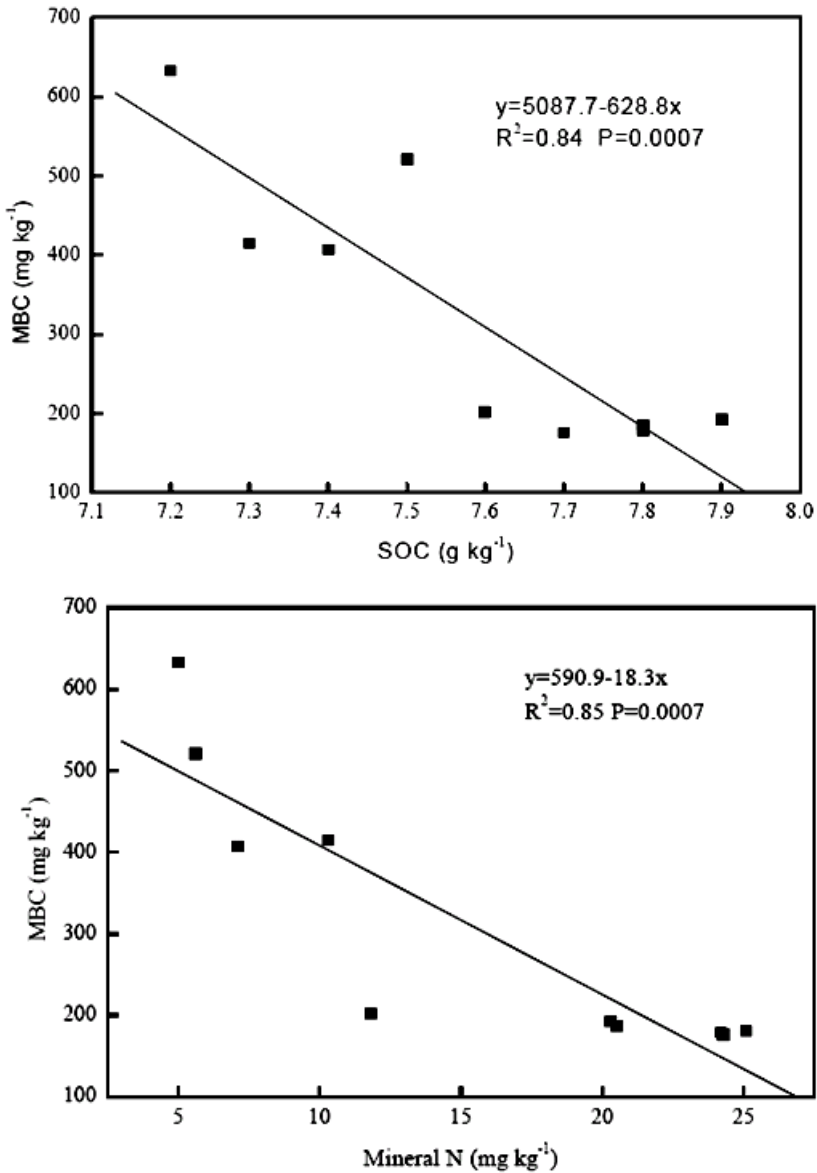 700
600
500
400
300
200
100
MBC (mg kg⁻¹)
y=5087.7-628.8x
R²=0.84 P=0.0007
7.1 7.2 7.3 7.4 7.5 7.6 7.7 7.8 7.9 8.0
SOC (g kg⁻¹)
700
600
500
400
300
200
100
MBC (mg kg⁻¹)
y=590.9-18.3x
R²=0.85 P=0.0007
5 10 15 20 25
Mineral N (mg kg⁻¹)